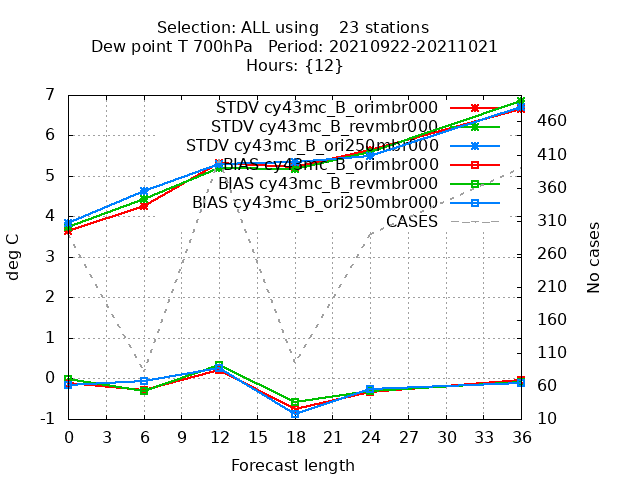 Selection: ALL using    23 stations
Dew point T 700hPa   Period: 20210922-20211021
Hours: {12}
STDV cy43mc_B_orimbr000
STDV cy43mc_B_revmbr000
STDV cy43mc_B_ori250mbr000
BIAS cy43mc_B_orimbr000
BIAS cy43mc_B_revmbr000
BIAS cy43mc_B_ori250mbr000
CASES
7
6
5
4
3
2
1
0
-1
deg C
460
410
360
310
260
210
160
110
60
10
No cases
0 3 6 9 12 15 18 21 24 27 30 33 36
Forecast length